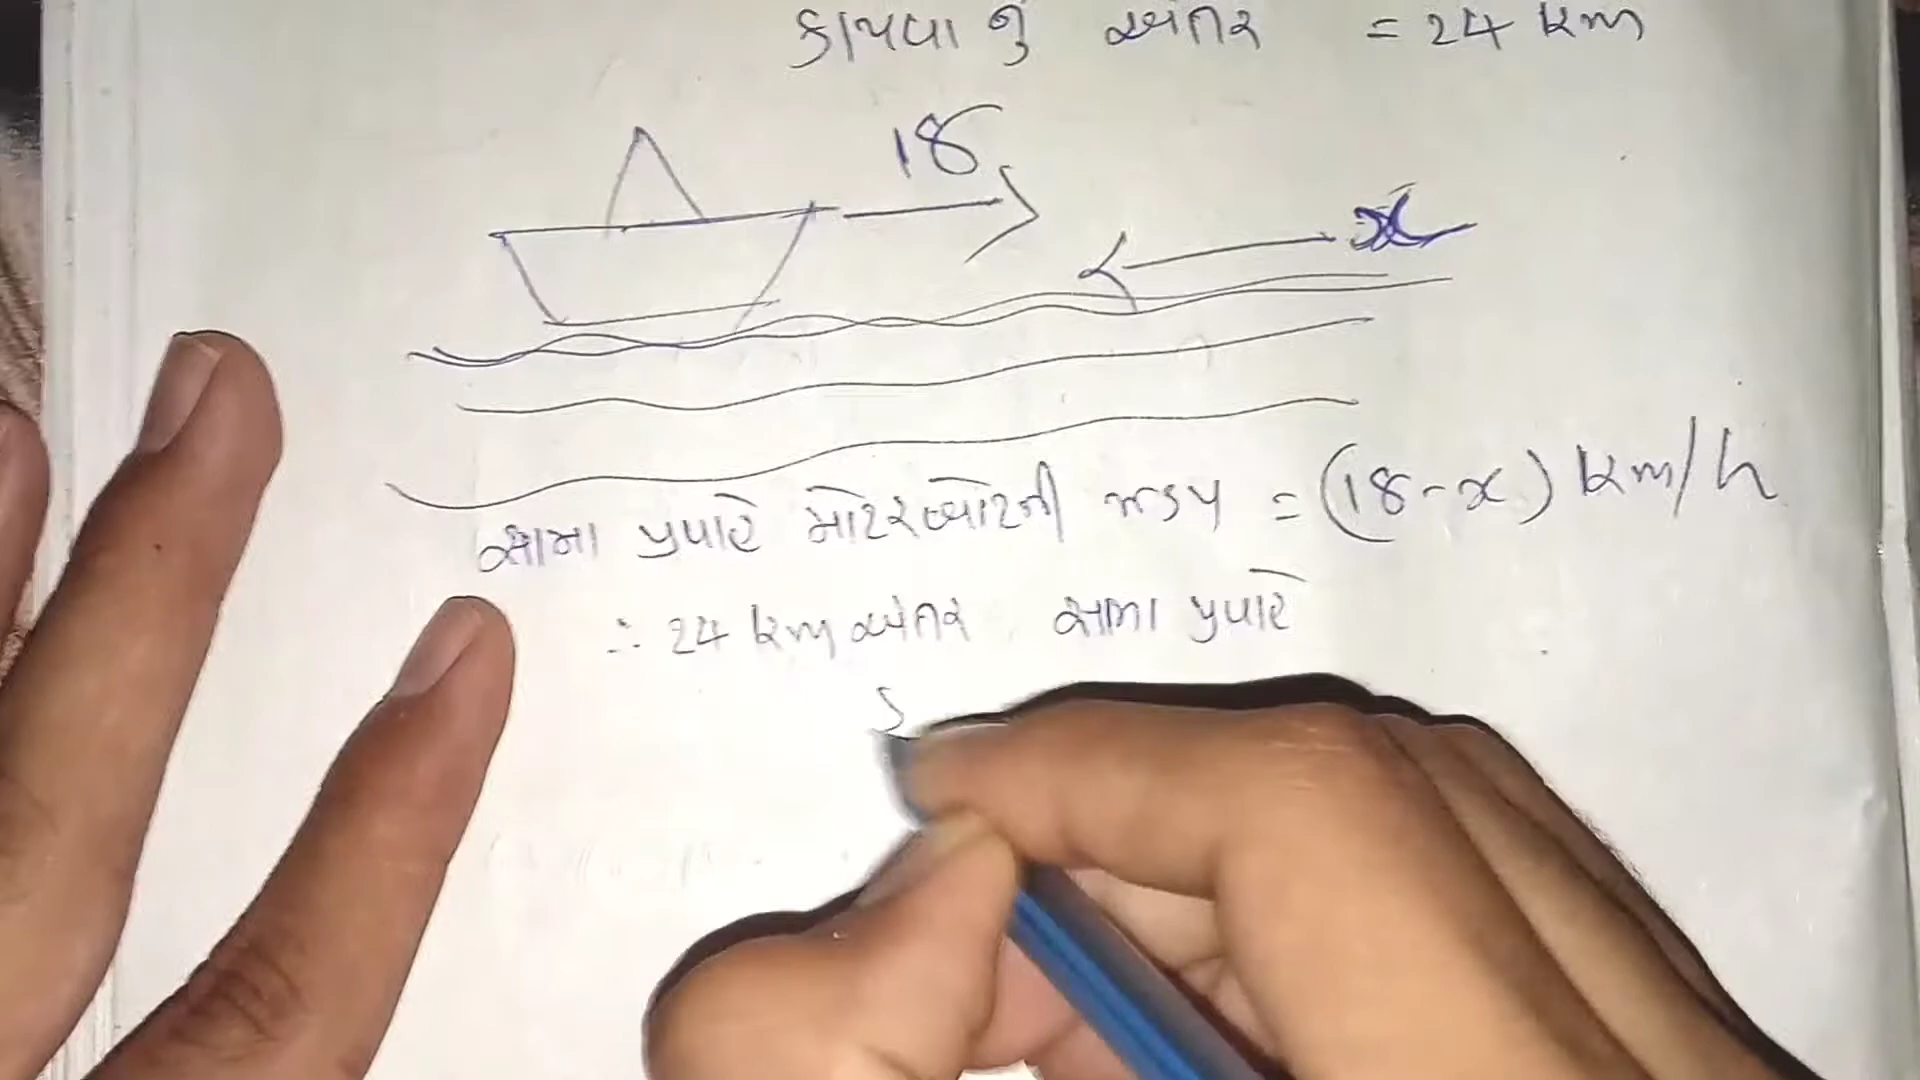 કાપવાનું અંતર = 24 km
18
x
સામા પ્રવાહે મોટરબોટની ઝડપ = (18-x) km/h
∴ 24 km અંતર સામા પ્રવાહે